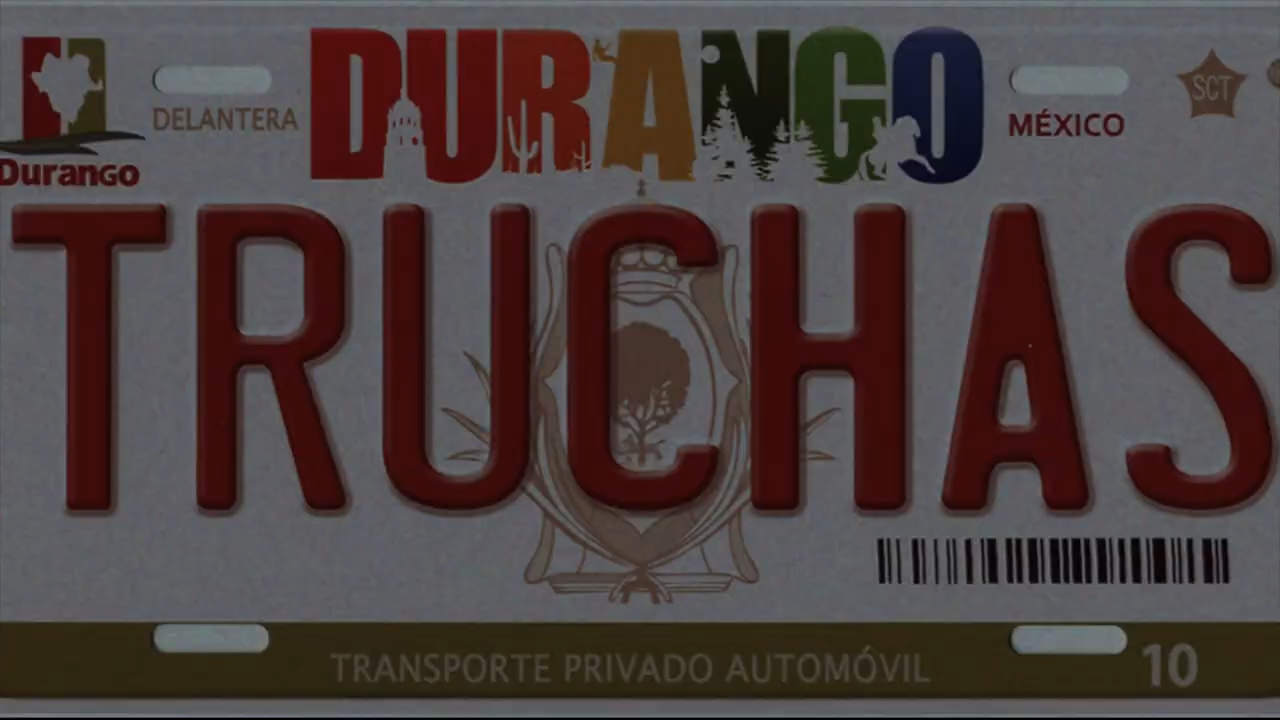 DELANTERA
DURANGO
MÉXICO
SCT
Durango
TRUCHAS
TRANSPORTE PRIVADO AUTOMÓVIL
10